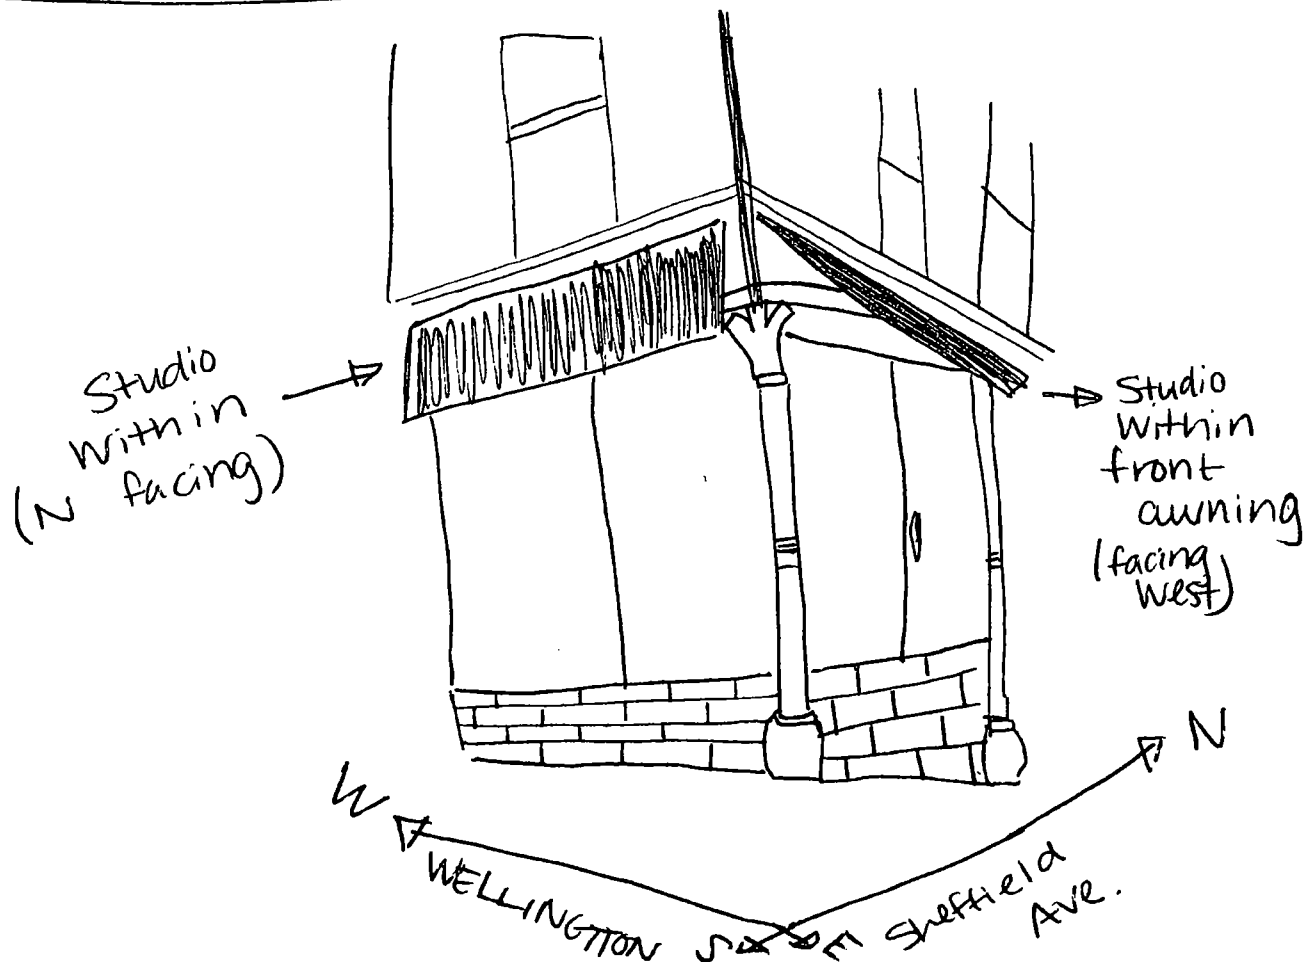 Studio
within
(N facing)
Studio
within
front
awning
(facing
west)
N
W
WELLINGTON
S
E
Sheffield
Ave.